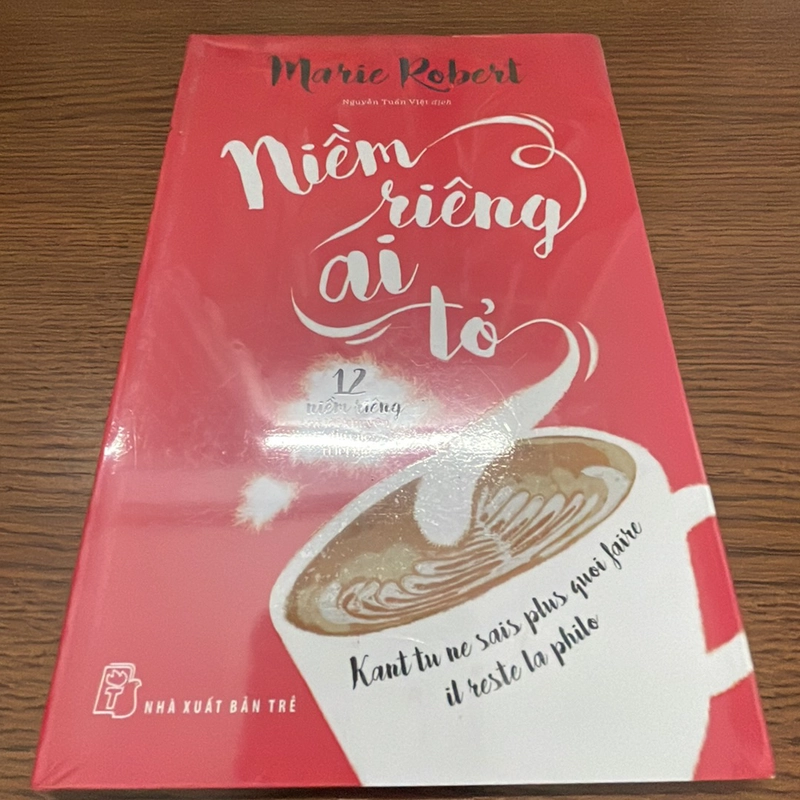 Marie Robert
Nguyễn Tuấn Việt dịch
Niềm
riêng
ai
tỏ
12
niềm riêng
Kant tu ne sais plus quoi faire
il reste la philo
NHÀ XUẤT BẢN TRẺ